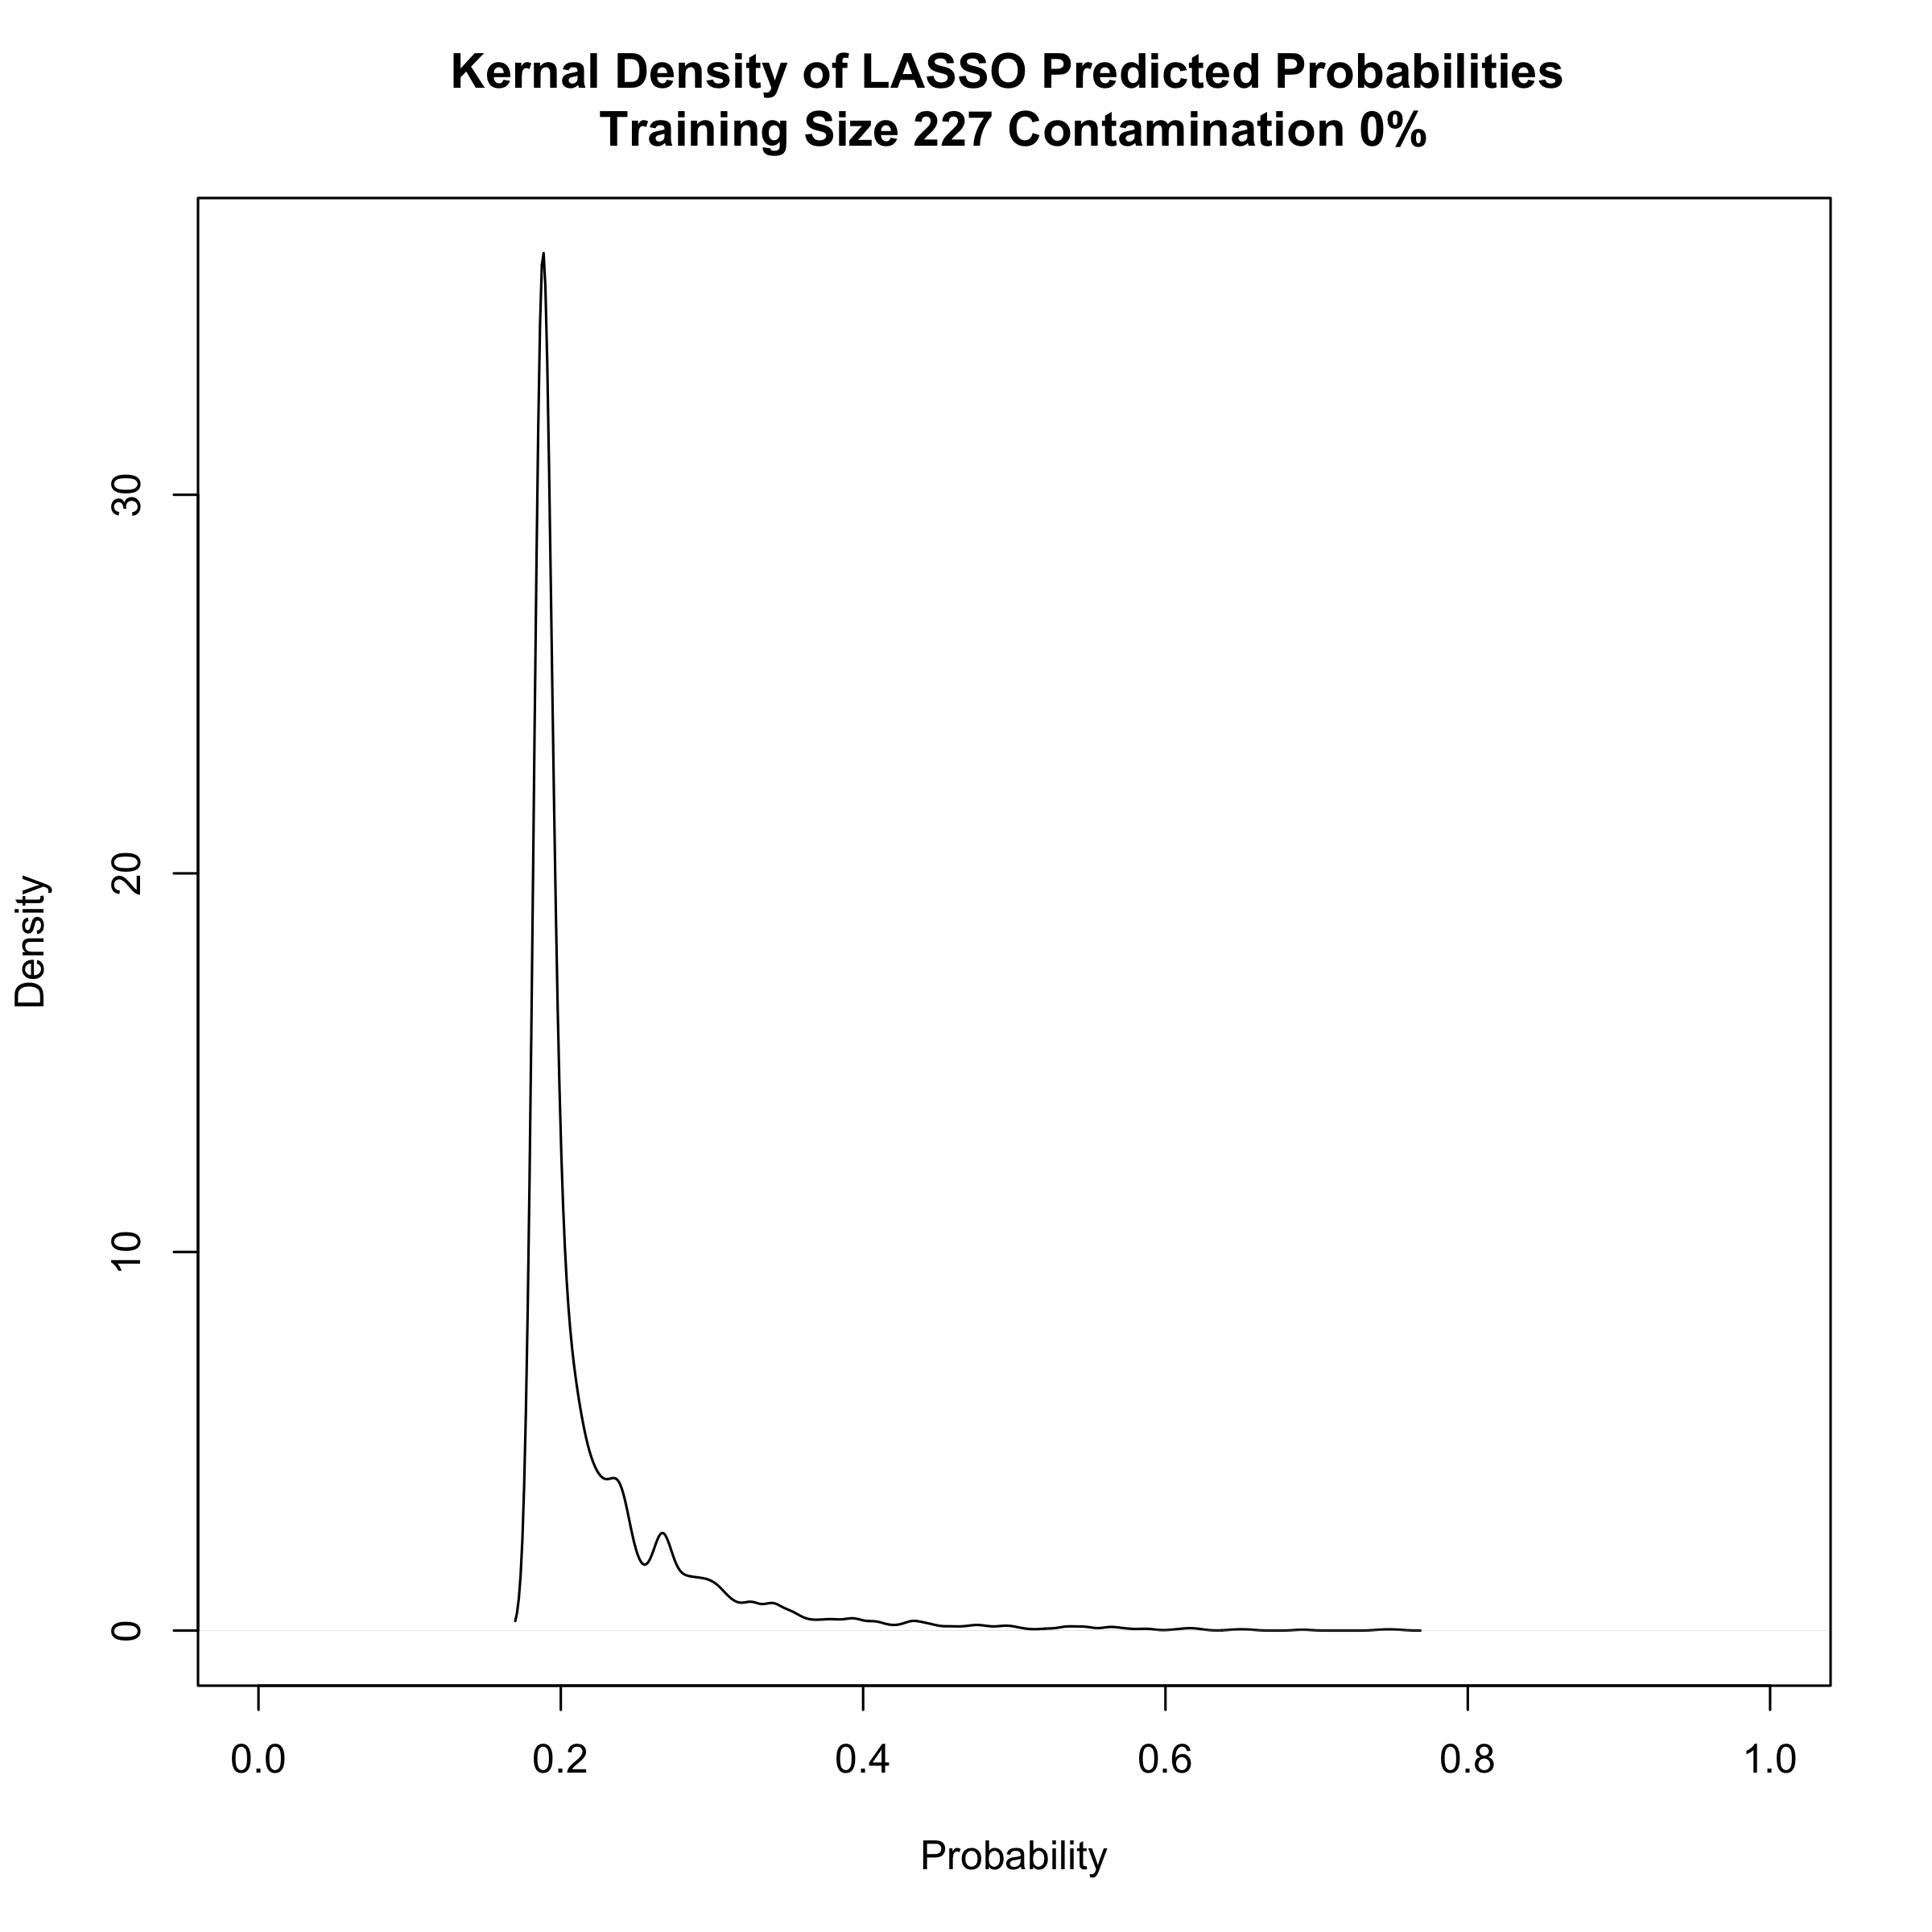 Kernal Density of LASSO Predicted Probabilities
Training Size 227 Contamination 0%
Density
30
20
10
0
0.0 0.2 0.4 0.6 0.8 1.0
Probability